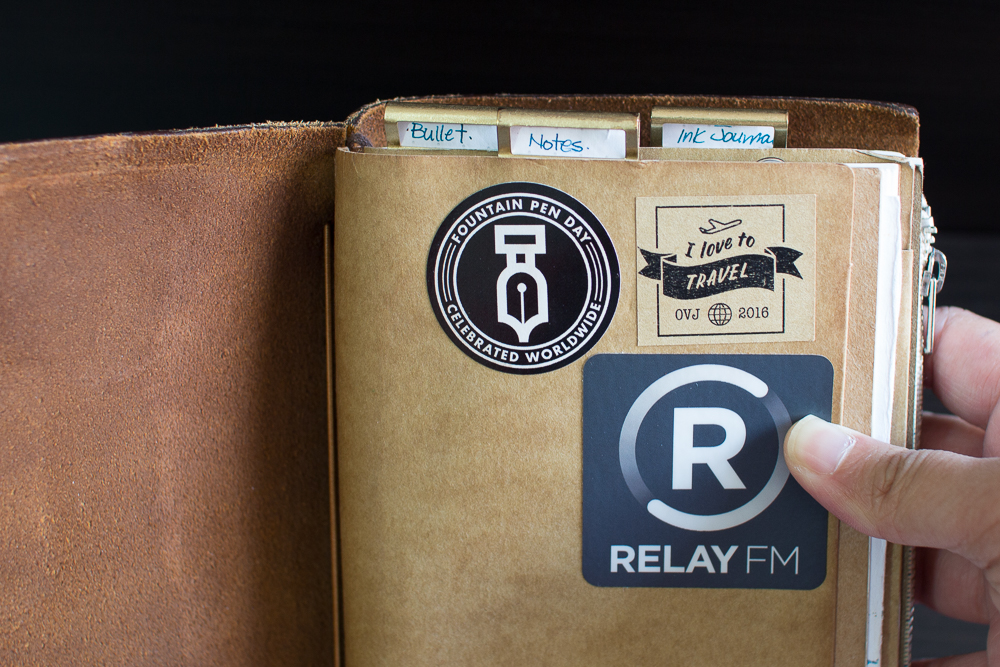 Bullet.
Notes.
Ink Journa
FOUNTAIN PEN DAY
CELEBRATED WORLDWIDE
I love to
TRAVEL
OVJ 2016
R
RELAY FM